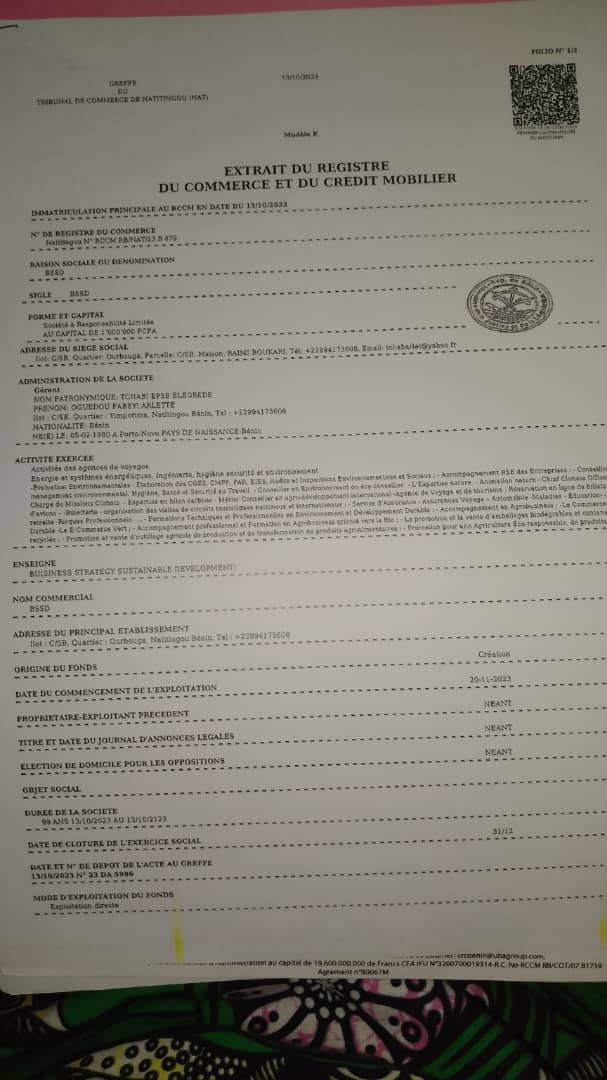 FOLIO N° 1/2
GREFFE
DU
TRIBUNAL DE COMMERCE DE NATITINGOU (NAT)
13/10/2023
Modèle K
EXTRAIT DU REGISTRE
DU COMMERCE ET DU CREDIT MOBILIER
IMMATRICULATION PRINCIPALE AU RCCM EN DATE DU 13/10/2023
N° DE REGISTRE DU COMMERCE
Natitingou N° RCCM RB/NAT/23 B 878
RAISON SOCIALE OU DENOMINATION
BSSD
SIGLE BSSD
FORME ET CAPITAL
Société à Responsabilité Limitée
AU CAPITAL DE 1'000'000 FCFA
ADRESSE DU SIEGE SOCIAL
Ilot: C/SB, Quartier: Ourbouga, Parcelle: C/SB, Maison: RAIMI BOUKARI, Tél: +22994173608, Email: tchabarlet@yahoo.fr
ADMINISTRATION DE LA SOCIETE
Gérant
NOM PATRONYMIQUE: TCHABI EPSE ELEGBEDE
PRENOM: OGUEDOU FABEYI ARLETTE
Ilot : C/SB, Quartier : Yimporima, Natitingou Bénin, Tel : +22994173608
NATIONALITE: Bénin
NE(E) LE: 05-02-1980 A Porto-Novo PAYS DE NAISSANCE:Bénin
ACTIVITE EXERCEE
Activités des agences de voyages
Energie et systèmes énergétiques, Ingénierie, hygiène sécurité et environnement
-Evaluation Environnementales - Elaboration des CGES, CMPP, PAR, EIES, Audits et Inspections Environnementaux et Sociaux ; - Accompagnement RSE des Entreprises ; - Conseiller
management environnemental, Hygiène, Santé et Sécurité au Travail - Conseiller en Environnement ou éco-conseiller - L'Expertise nature - Animation nature - Chief Climate Officer
Chargé de Missions Climat - Expertise en bilan carbone - Métier Conseiller en agro-développement international -Agence de Voyage et de tourisme ; Réservation en ligne de billets
d'avions - -Billeterie - organisation des visites de circuits touristiques nationaux et internationaux ; - Service d'Assurance : Assurances Voyage - Automobile -Maladies - Education-
retraite -Risques Professionnels .... - Formations Techniques et Professionnelles en Environnement et Développement Durable ; - Accompagnement en Agrobusiness ; -Le Commerce
Durable -Le E-Commerce Vert ; - Accompagnement professionnel et Formation en Agrobusiness orienté vers le Bio ; - La promotion et la vente d'emballages biodégradables et
recyclés ; -Promotion et vente d'outillage agricole de production et de transformation de produits agroalimentaires ; - Promotion pour une Agriculture Eco-responsable, de produits
ENSEIGNE
BU(SINESS STRATEGY SUSTAINABLE DEVELOPMENT)
NOM COMMERCIAL
BSSD
ADRESSE DU PRINCIPAL ETABLISSEMENT
Ilot : C/SB, Quartier : Ourbouga, Natitingou Bénin, Tel : +22994173608
ORIGINE DU FONDS Création
DATE DU COMMENCEMENT DE L'EXPLOITATION 20-11-2023
PROPRIETAIRE-EXPLOITANT PRECEDENT NEANT
TITRE ET DATE DU JOURNAL D'ANNONCES LEGALES NEANT
ELECTION DE DOMICILE POUR LES OPPOSITIONS NEANT
OBJET SOCIAL
DUREE DE LA SOCIETE
99 ANS 13/10/2023 AU 13/10/2122
DATE DE CLOTURE DE L'EXERCICE SOCIAL 31/12
DATE ET N° DE DEPOT DE L'ACTE AU GREFFE
13/10/2023 N° 23 DA 5996
MODE D'EXPLOITATION DU FONDS
Exploitation directe
crcbenin@ubagroup.com,
au capital de 19.600.000.000 de Francs CFA IFU N°3200700019314-R.C. No RCCM RB/COT/07 B1739
Agrement n°B0067M